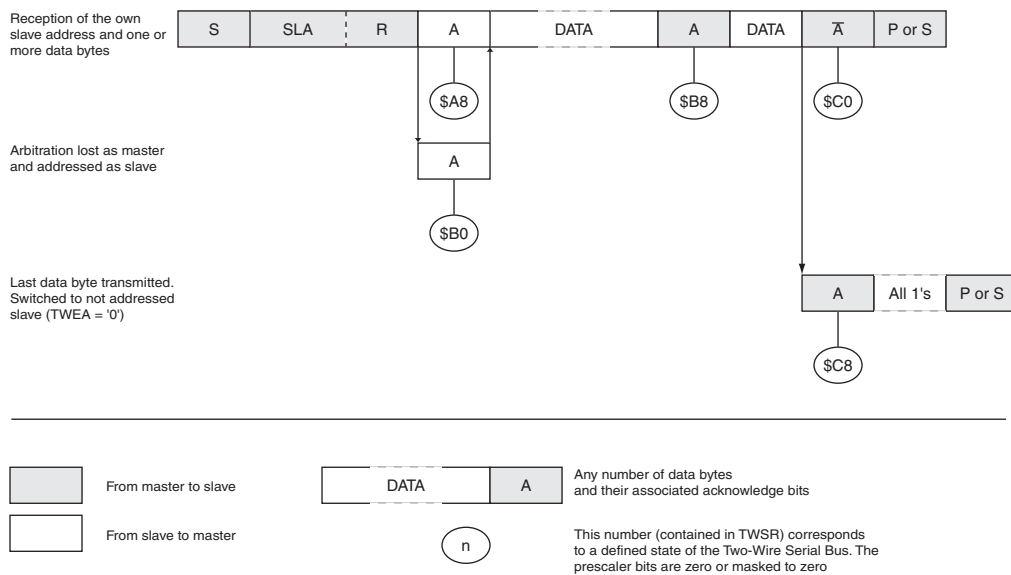 Reception of the own
slave address and one or
more data bytes
S SLA R A DATA A DATA A̅ P or S
$A8 $B8 $C0
Arbitration lost as master
and addressed as slave
A
$B0
Last data byte transmitted.
Switched to not addressed
slave (TWEA = '0')
A All 1's P or S
$C8
From master to slave
DATA A
Any number of data bytes
and their associated acknowledge bits
From slave to master
n
This number (contained in TWSR) corresponds
to a defined state of the Two-Wire Serial Bus. The
prescaler bits are zero or masked to zero